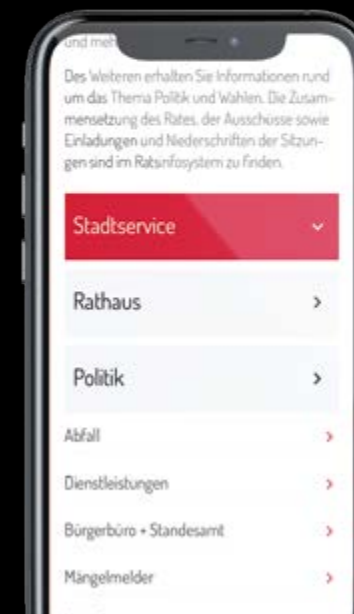 und meh
Des Weiteren erhalten Sie Informationen rund
um das Thema Politik und Wahlen. Die Zusam-
mensetzung des Rates, der Ausschüsse sowie
Einladungen und Niederschriften der Sitzun-
gen sind im Ratsinfosystem zu finden.
Stadtservice
Rathaus
Politik
Abfall
Dienstleistungen
Bürgerbüro + Standesamt
Mängelmelder